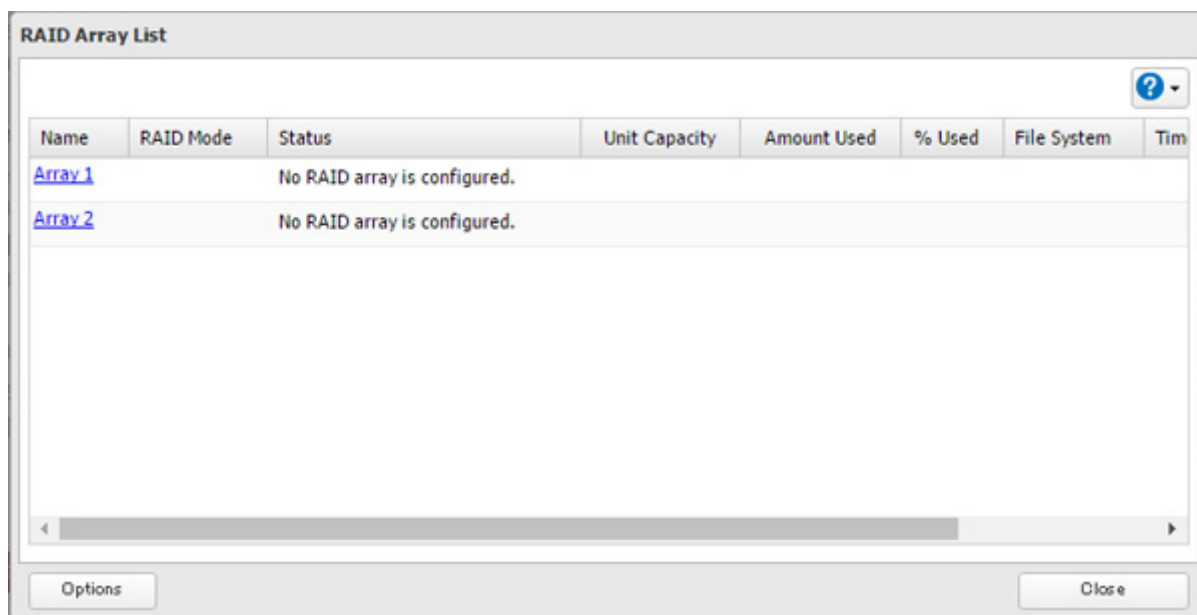 RAID Array List
?
Name RAID Mode Status Unit Capacity Amount Used % Used File System Tim
Array 1 No RAID array is configured.
Array 2 No RAID array is configured.
Options Close